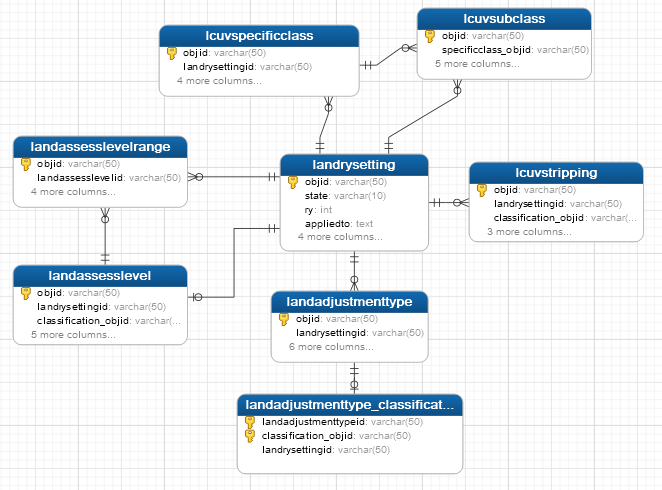 lcuvspecificclass
objid: varchar(50)
landrysettingid: varchar(50)
4 more columns...
lcuvsubclass
objid: varchar(50)
specificclass_objid: varchar(50)
5 more columns...
landassesslevelrange
objid: varchar(50)
landassesslevelid: varchar(50)
4 more columns...
landrysetting
objid: varchar(50)
state: varchar(10)
ry: int
appliedto: text
4 more columns...
lcuvstripping
objid: varchar(50)
landrysettingid: varchar(50)
classification_objid: varchar(...
3 more columns...
landassesslevel
objid: varchar(50)
landrysettingid: varchar(50)
classification_objid: varchar(...
5 more columns...
landadjustmenttype
objid: varchar(50)
landrysettingid: varchar(50)
6 more columns...
landadjustmenttype_classificat...
landadjustmenttypeid: varchar(50)
classification_objid: varchar(50)
landrysettingid: varchar(50)